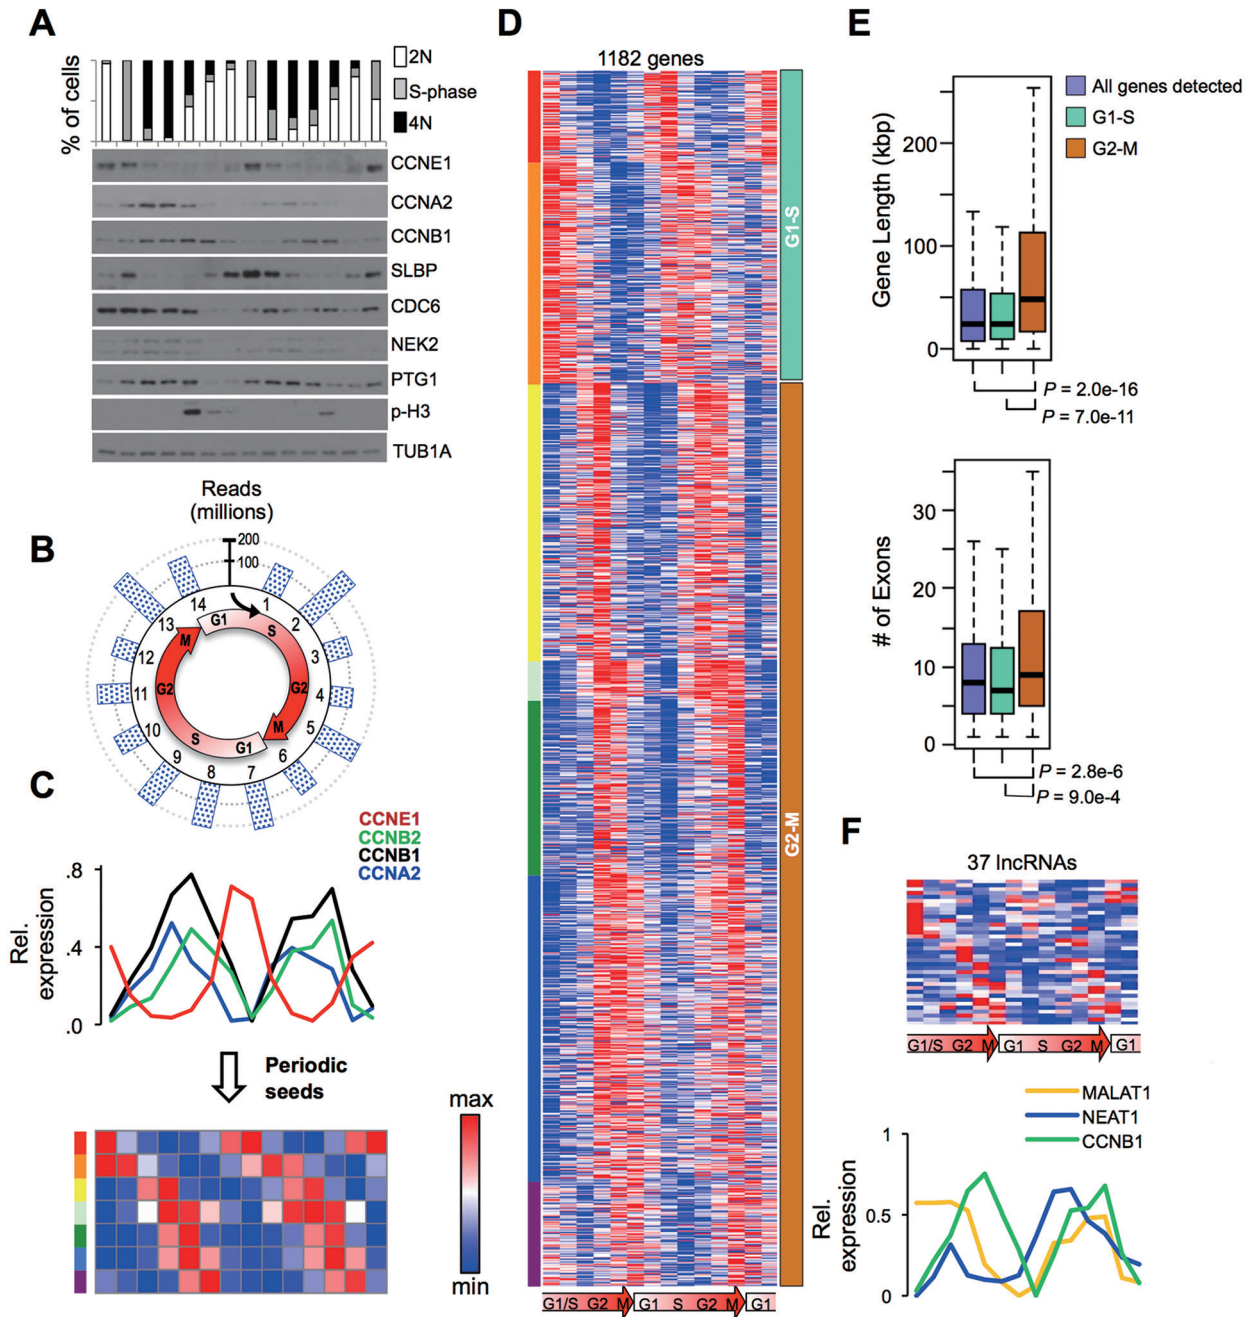 A
% of cells
2N
S-phase
4N
CCNE1
CCNA2
CCNB1
SLBP
CDC6
NEK2
PTG1
p-H3
TUB1A
B
Reads
(millions)
200
100
1
2
3
4
5
6
7
8
9
10
11
12
13
14
G1
S
G2
M
G1
S
G2
M
C
CCNE1
CCNB2
CCNB1
CCNA2
Rel.
expression
.8
.4
.0
Periodic
seeds
max
min
D
1182 genes
G1-S
G2-M
G1/S G2 M G1 S G2 M G1
E
Gene Length (kbp)
200
100
0
All genes detected
G1-S
G2-M
P = 2.0e-16
P = 7.0e-11
# of Exons
30
20
10
0
P = 2.8e-6
P = 9.0e-4
F
37 lncRNAs
G1/S G2 M G1 S G2 M G1
MALAT1
NEAT1
CCNB1
Rel.
expression
1
0.5
0